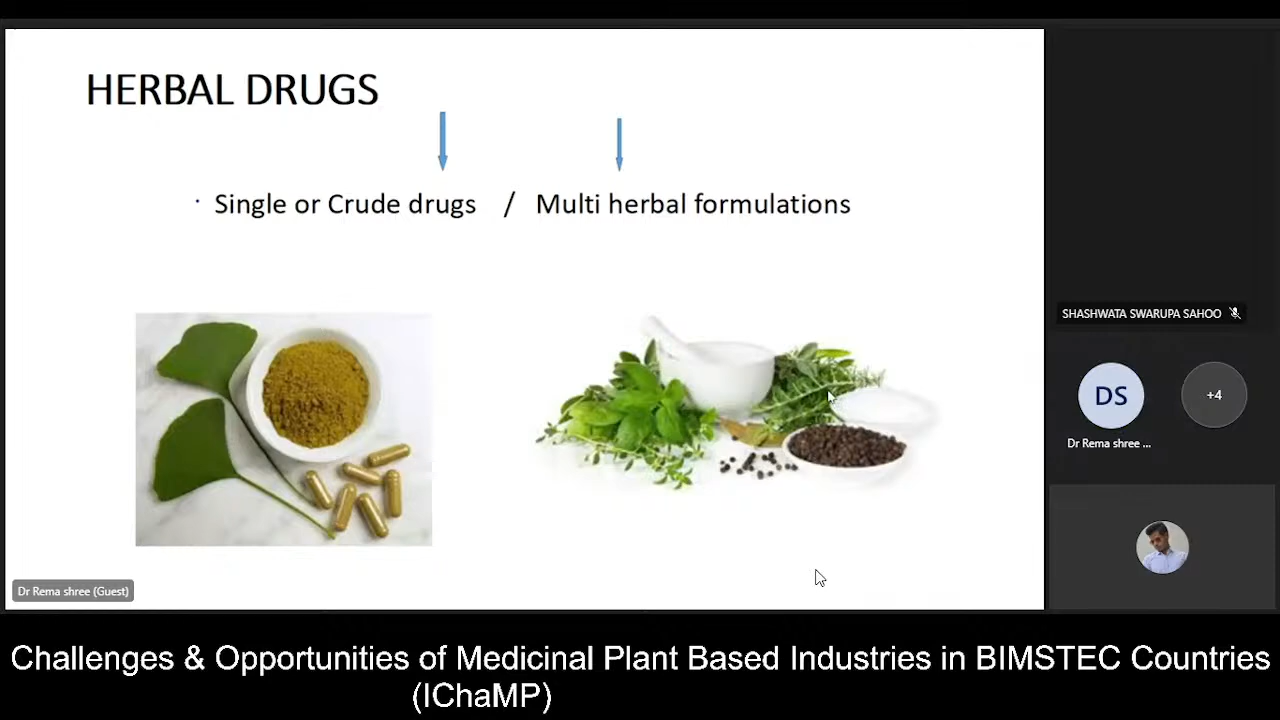 HERBAL DRUGS
· Single or Crude drugs / Multi herbal formulations
SHASHWATA SWARUPA SAHOO
DS
+4
Dr Rema shree ...
Dr Rema shree (Guest)
Challenges & Opportunities of Medicinal Plant Based Industries in BIMSTEC Countries
(IChaMP)